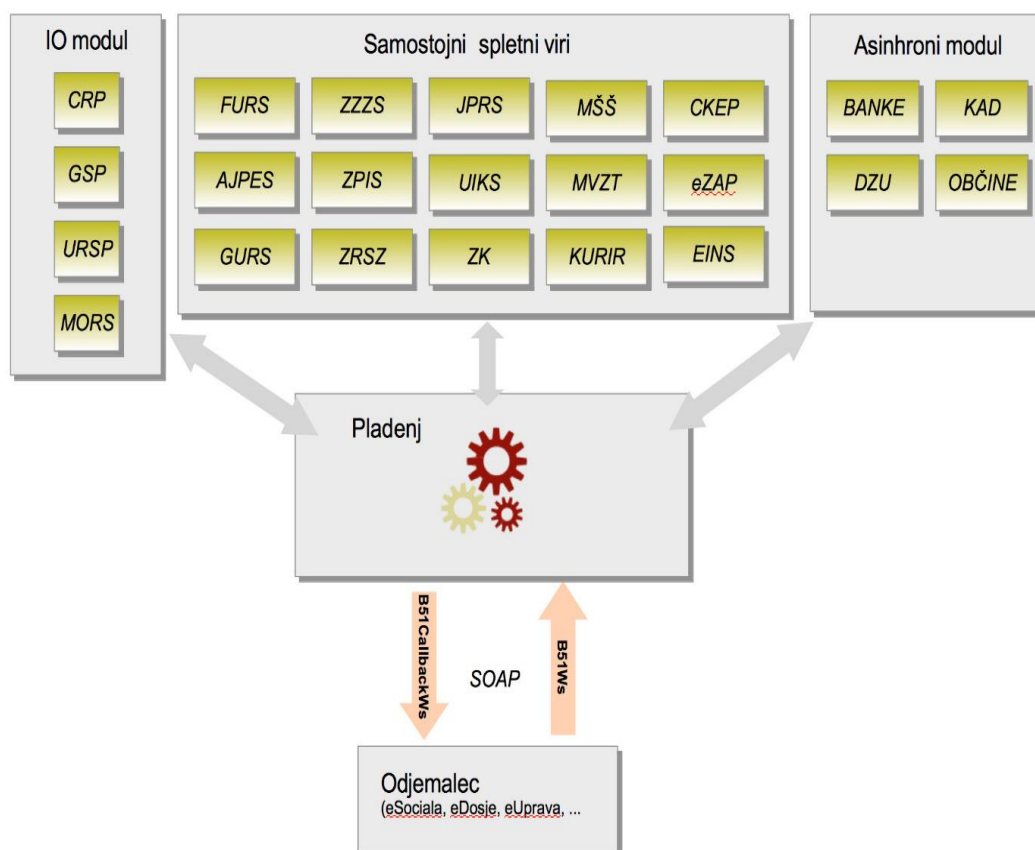 IO modul
CRP
GSP
URSP
MORS
Samostojni spletni viri
FURS ZZZS JPRS MŠŠ CKEP
AJPES ZPIS UIKS MVZT eZAP
GURS ZRSZ ZK KURIR EINS
Asinhroni modul
BANKE KAD
DZU OBČINE
Pladenj
B51CallbackWs
SOAP
B51Ws
Odjemalec
(eSociala, eDosje, eUprava, ...